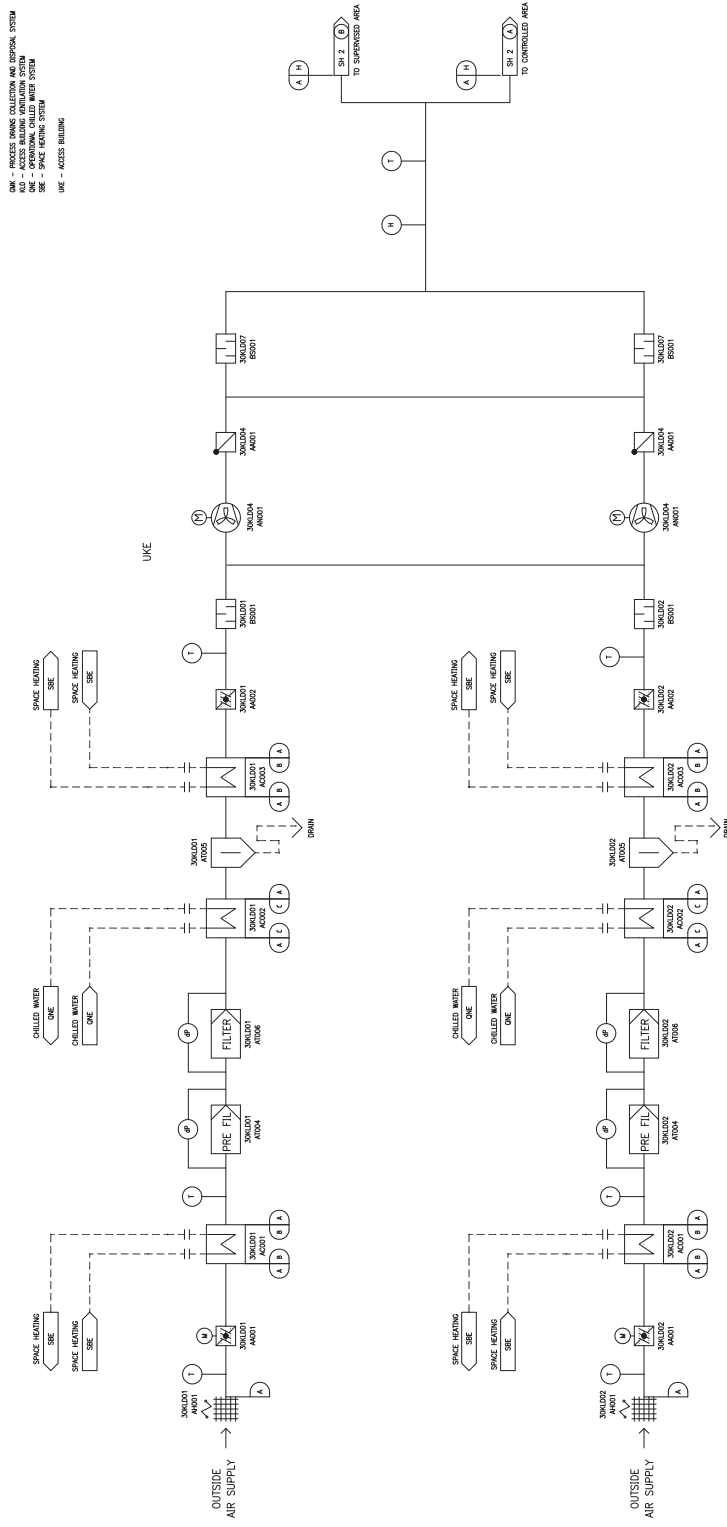 GMK - PROCESS DRAINS COLLECTION AND DISPOSAL SYSTEM
KLD - ACCESS BUILDING VENTILATION SYSTEM
QNE - OPERATIONAL CHILLED WATER SYSTEM
SBE - SPACE HEATING SYSTEM
UKE - ACCESS BUILDING
UKE
OUTSIDE
AIR SUPPLY
30KLD01
AH001
A
T
M
30KLD01
AA001
SPACE HEATING
SBE
SPACE HEATING
SBE
30KLD01
AC001
A B
B A
T
dP
PRE FIL
30KLD01
AT004
dP
FILTER
30KLD01
AT006
CHILLED WATER
QNE
CHILLED WATER
QNE
30KLD01
AC002
A C
C A
30KLD01
AT005
DRAIN
SPACE HEATING
SBE
SPACE HEATING
SBE
30KLD01
AC003
A B
B A
30KLD01
AA002
T
30KLD01
BS001
M
30KLD04
AN001
30KLD04
AA001
30KLD07
BS001
H
T
A H
SH 2 B
TO SUPERVISED AREA
A H
SH 2 A
TO CONTROLLED AREA
OUTSIDE
AIR SUPPLY
30KLD02
AH001
A
T
M
30KLD02
AA001
SPACE HEATING
SBE
SPACE HEATING
SBE
30KLD02
AC001
A B
B A
T
dP
PRE FIL
30KLD02
AT004
dP
FILTER
30KLD02
AT006
CHILLED WATER
QNE
CHILLED WATER
QNE
30KLD02
AC002
A C
C A
30KLD02
AT005
DRAIN
SPACE HEATING
SBE
SPACE HEATING
SBE
30KLD02
AC003
A B
B A
30KLD02
AA002
T
30KLD02
BS001
M
30KLD04
AN001
30KLD04
AA001
30KLD07
BS001